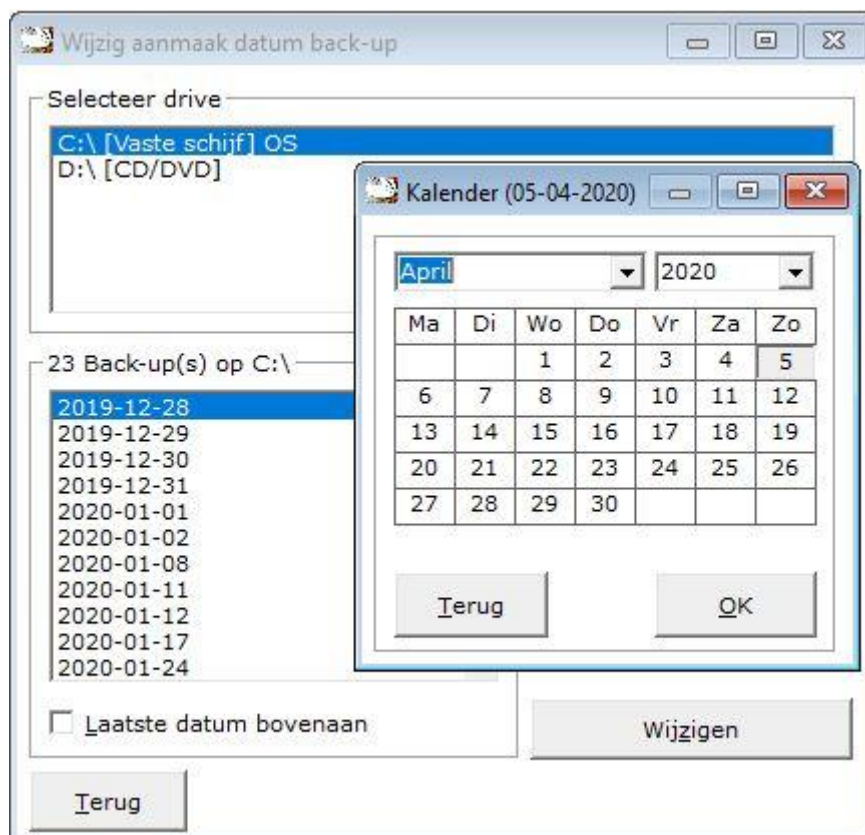 Wijzig aanmaak datum back-up
Selecteer drive
C:\ [Vaste schijf] OS
D:\ [CD/DVD]
Kalender (05-04-2020)
April 2020
Ma Di Wo Do Vr Za Zo
1 2 3 4 5
6 7 8 9 10 11 12
13 14 15 16 17 18 19
20 21 22 23 24 25 26
27 28 29 30
Terug OK
23 Back-up(s) op C:\
2019-12-28
2019-12-29
2019-12-30
2019-12-31
2020-01-01
2020-01-02
2020-01-08
2020-01-11
2020-01-12
2020-01-17
2020-01-24
Laatste datum bovenaan
Wijzigen
Terug